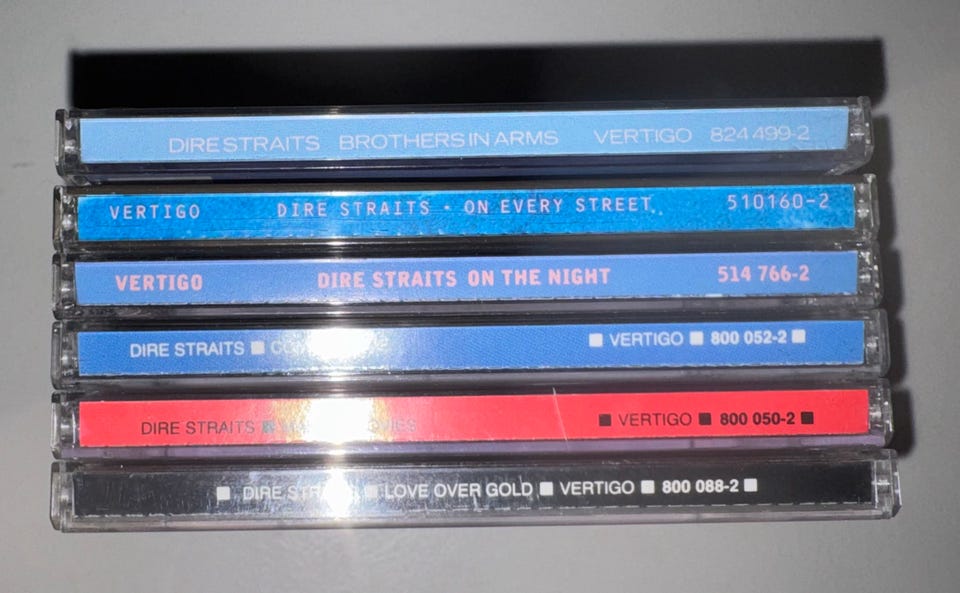 DIRE STRAITS BROTHERS IN ARMS VERTIGO 824 499-2
VERTIGO DIRE STRAITS · ON EVERY STREET 510160-2
VERTIGO DIRE STRAITS ON THE NIGHT 514 766-2
DIRE STRAITS ■ VERTIGO ■ 800 052-2 ■
DIRE STRAITS ■ VERTIGO ■ 800 050-2 ■
■ DIRE STRAITS ■ LOVE OVER GOLD ■ VERTIGO ■ 800 088-2 ■